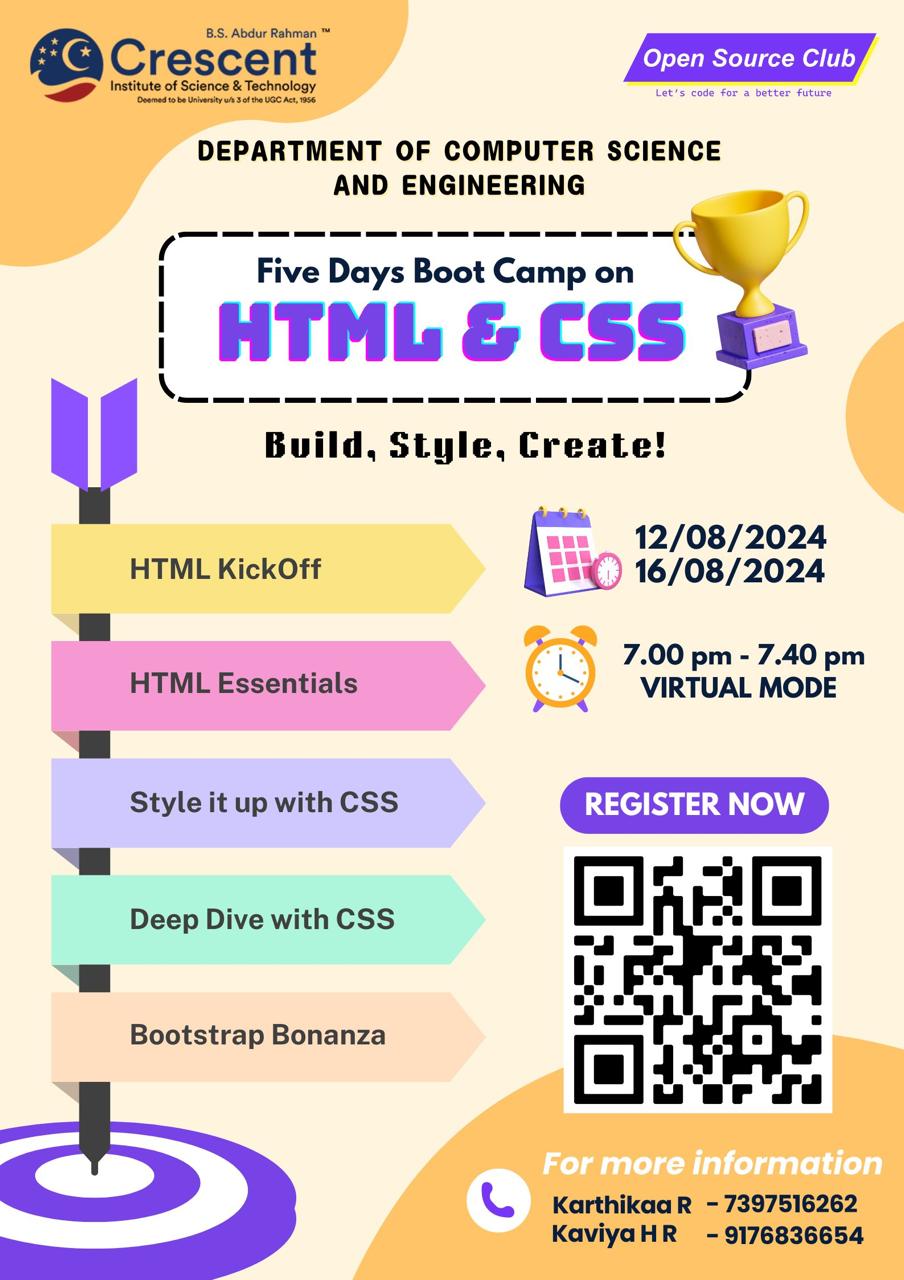 B.S. Abdur Rahman ™
Crescent
Institute of Science & Technology
Deemed to be University u/s 3 of the UGC Act, 1956
Open Source Club
Let's code for a better future
DEPARTMENT OF COMPUTER SCIENCE
AND ENGINEERING
Five Days Boot Camp on
HTML & CSS
Build, Style, Create!
HTML KickOff
HTML Essentials
Style it up with CSS
Deep Dive with CSS
Bootstrap Bonanza
12/08/2024
16/08/2024
7.00 pm - 7.40 pm
VIRTUAL MODE
REGISTER NOW
For more information
Karthikaa R - 7397516262
Kaviya H R - 9176836654